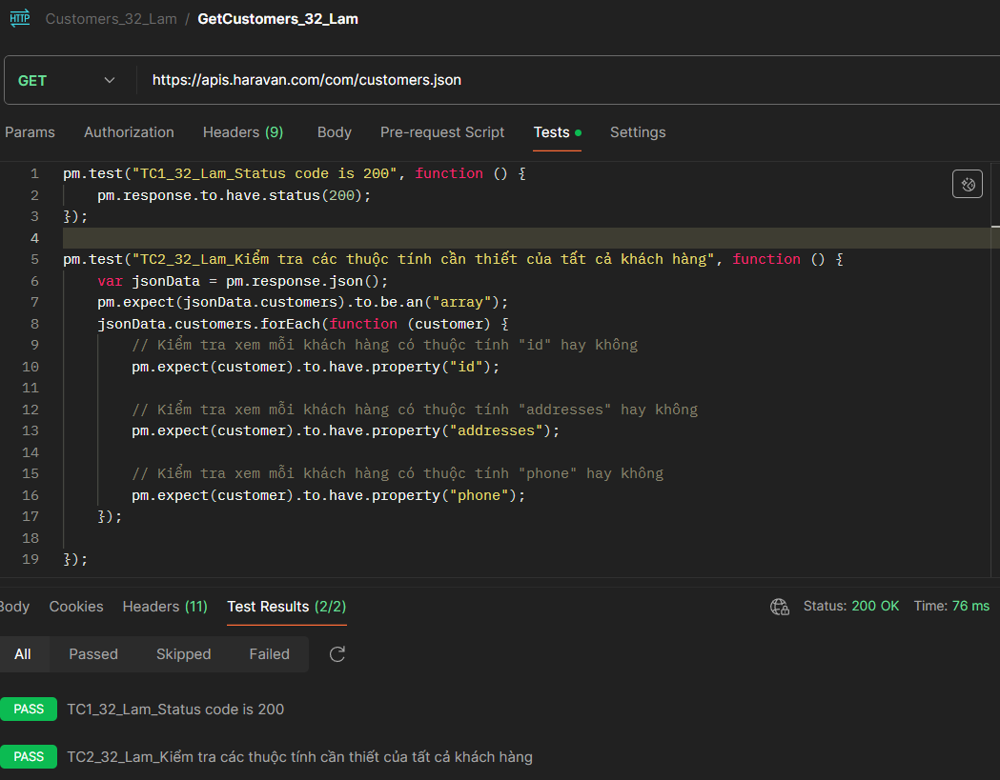 HTTP Customers_32_Lam / GetCustomers_32_Lam
GET https://apis.haravan.com/com/customers.json
Params Authorization Headers (9) Body Pre-request Script Tests Settings
1 pm.test("TC1_32_Lam_Status code is 200", function () {
2 pm.response.to.have.status(200);
3 });
4
5 pm.test("TC2_32_Lam_Kiểm tra các thuộc tính cần thiết của tất cả khách hàng", function () {
6 var jsonData = pm.response.json();
7 pm.expect(jsonData.customers).to.be.an("array");
8 jsonData.customers.forEach(function (customer) {
9 // Kiểm tra xem mỗi khách hàng có thuộc tính "id" hay không
10 pm.expect(customer).to.have.property("id");
11
12 // Kiểm tra xem mỗi khách hàng có thuộc tính "addresses" hay không
13 pm.expect(customer).to.have.property("addresses");
14
15 // Kiểm tra xem mỗi khách hàng có thuộc tính "phone" hay không
16 pm.expect(customer).to.have.property("phone");
17 });
18
19 });
Body Cookies Headers (11) Test Results (2/2) Status: 200 OK Time: 76 ms
All Passed Skipped Failed
PASS TC1_32_Lam_Status code is 200
PASS TC2_32_Lam_Kiểm tra các thuộc tính cần thiết của tất cả khách hàng